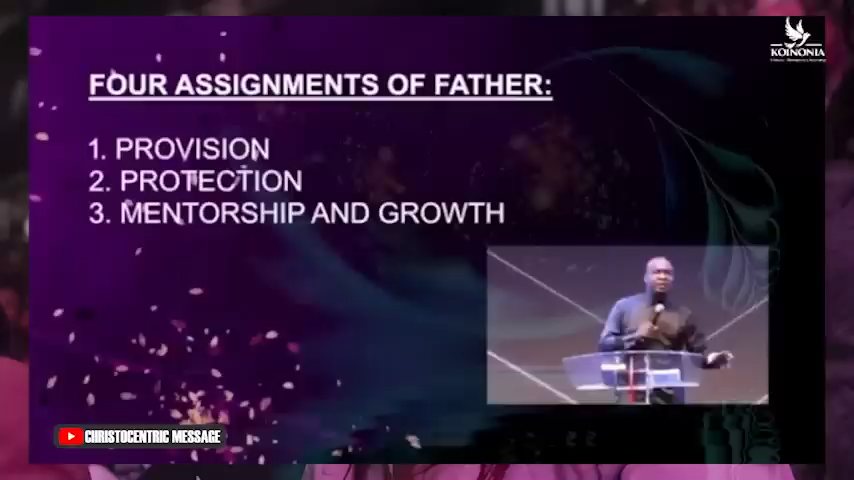 KOINONIA
FOUR ASSIGNMENTS OF FATHER:
1. PROVISION
2. PROTECTION
3. MENTORSHIP AND GROWTH
CHRISTOCENTRIC MESSAGE